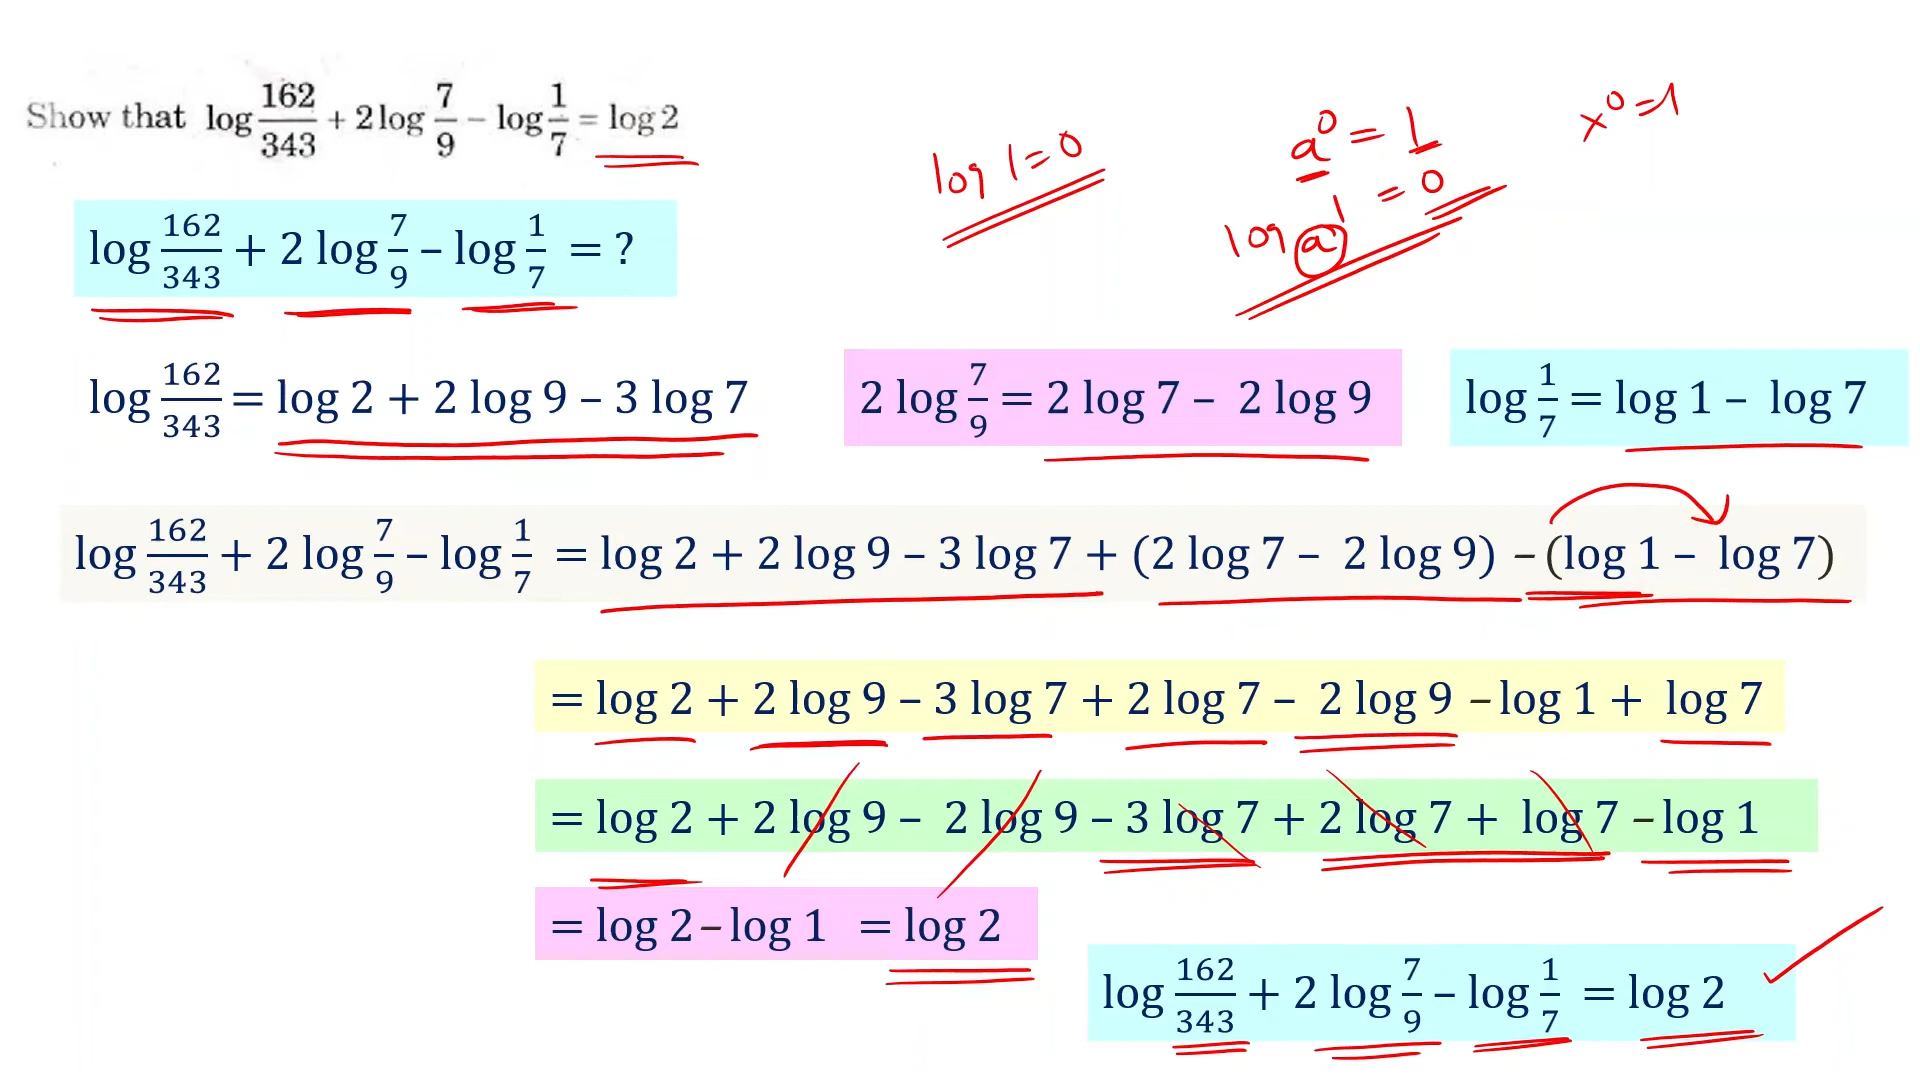 Show that log 162/343 + 2 log 7/9 − log 1/7 = log 2
log 1 = 0
a⁰ = 1
x⁰ = 1
logₐ 1 = 0
log 162/343 + 2 log 7/9 – log 1/7 = ?
log 162/343 = log 2 + 2 log 9 – 3 log 7
2 log 7/9 = 2 log 7 – 2 log 9
log 1/7 = log 1 – log 7
log 162/343 + 2 log 7/9 – log 1/7 = log 2 + 2 log 9 – 3 log 7 + (2 log 7 – 2 log 9) – (log 1 – log 7)
= log 2 + 2 log 9 – 3 log 7 + 2 log 7 – 2 log 9 – log 1 + log 7
= log 2 + 2 log 9 – 2 log 9 – 3 log 7 + 2 log 7 + log 7 – log 1
= log 2 – log 1 = log 2
log 162/343 + 2 log 7/9 – log 1/7 = log 2